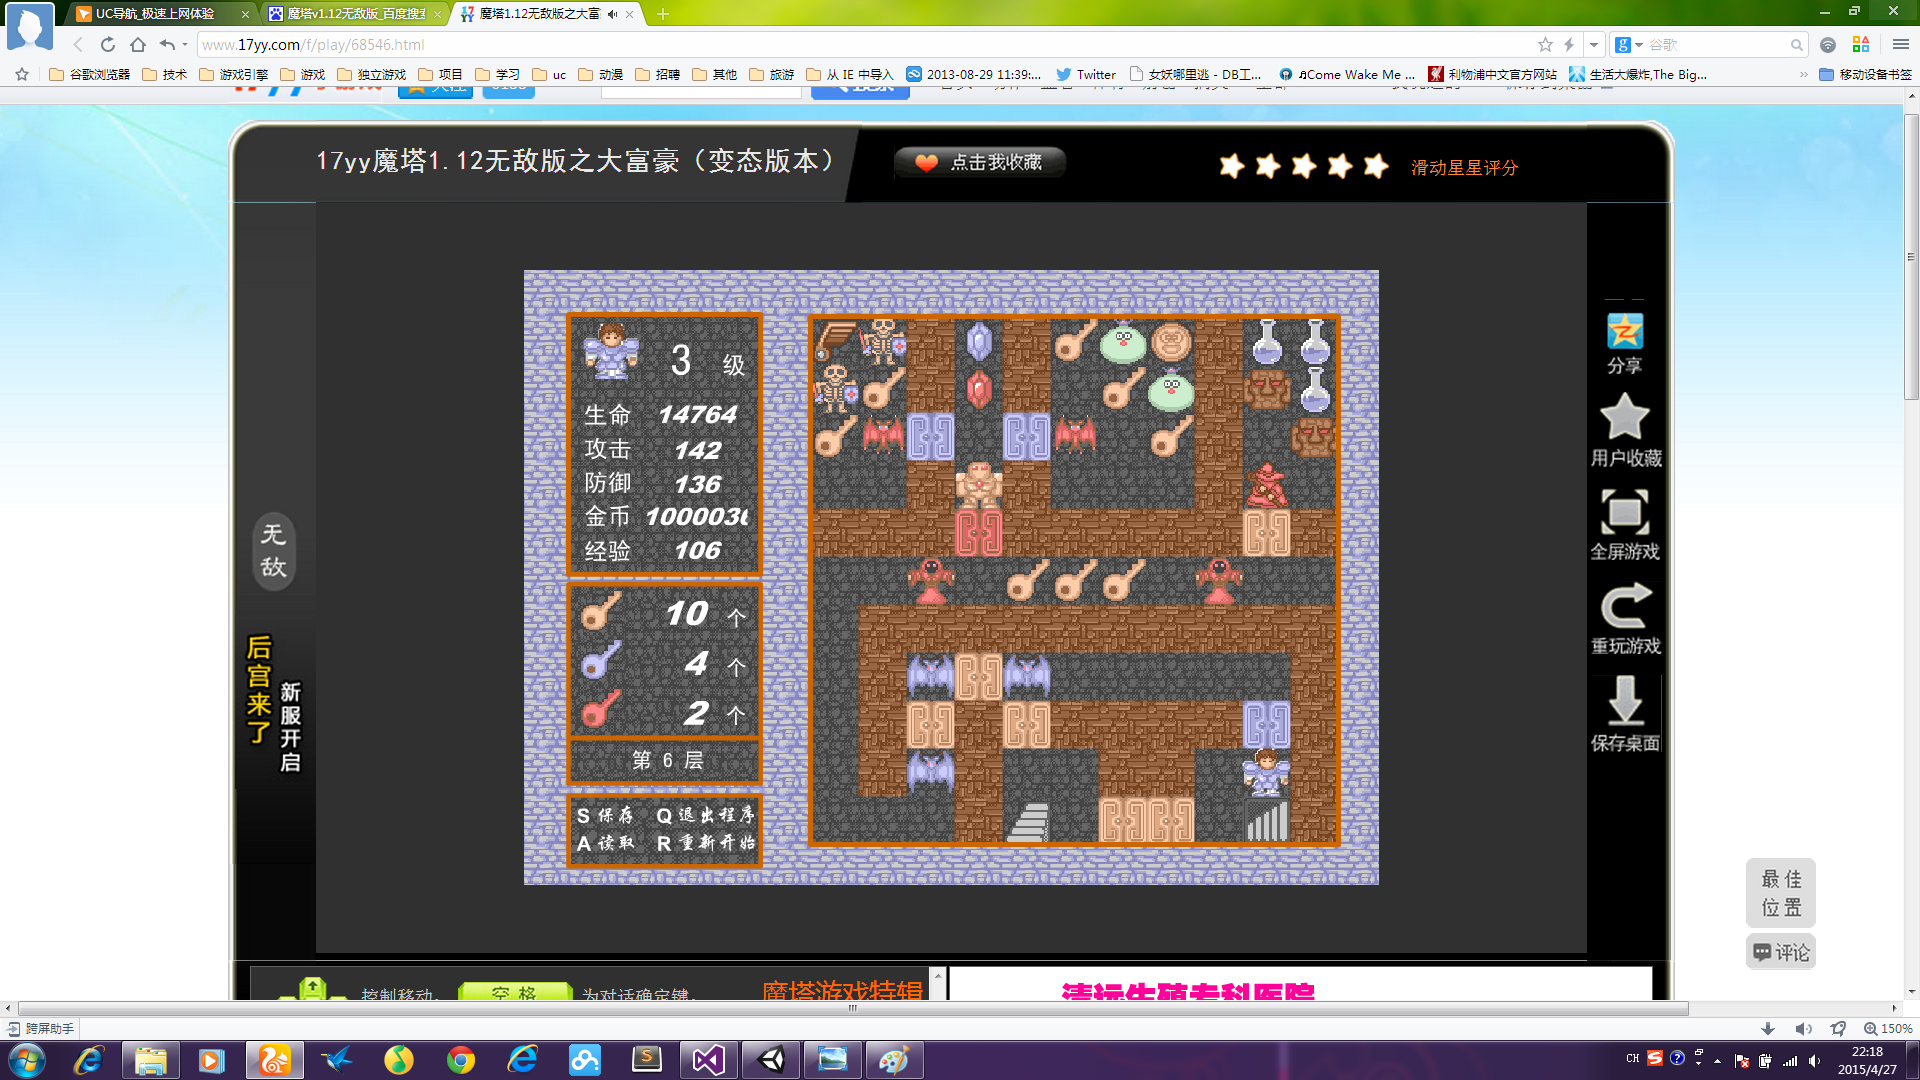 UC导航_极速上网体验
魔塔v1.12无敌版_百度搜索
魔塔1.12无敌版之大富
www.17yy.com/f/play/68546.html
谷歌
谷歌浏览器 技术 游戏引擎 游戏 独立游戏 项目 学习 uc 动漫 招聘 其他 旅游 从 IE 中导入 2013-08-29 11:39:... Twitter 女妖哪里逃 - DB工... ♫Come Wake Me ... 利物浦中文官方网站 生活大爆炸,The Big... » 移动设备书签
17yy魔塔1.12无敌版之大富豪（变态版本）
点击我收藏
滑动星星评分
3 级
生命 14764
攻击 142
防御 136
金币 1000036
经验 106
10 个
4 个
2 个
第 6 层
S 保存 Q 退出程序
A 读取 R 重新开始
无敌
后宫来了
新服开启
分享
用户收藏
全屏游戏
重玩游戏
保存桌面
最佳
位置
评论
控制移动.
空格
为对话确定键.
魔塔游戏特辑
清远生殖专科医院
跨屏助手
150%
CH
22:18
2015/4/27